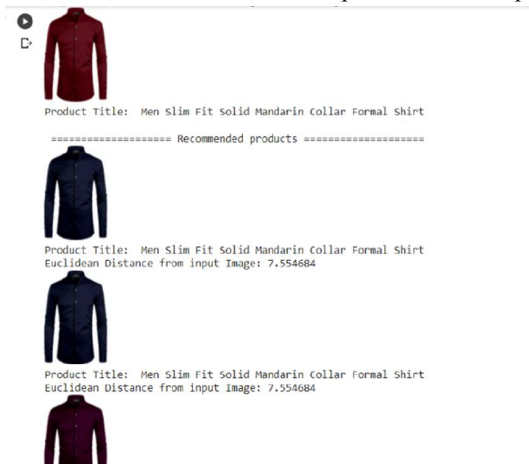 Product Title:  Men Slim Fit Solid Mandarin Collar Formal Shirt
==================== Recommended products ====================
Product Title:  Men Slim Fit Solid Mandarin Collar Formal Shirt
Euclidean Distance from input Image: 7.554684
Product Title:  Men Slim Fit Solid Mandarin Collar Formal Shirt
Euclidean Distance from input Image: 7.554684